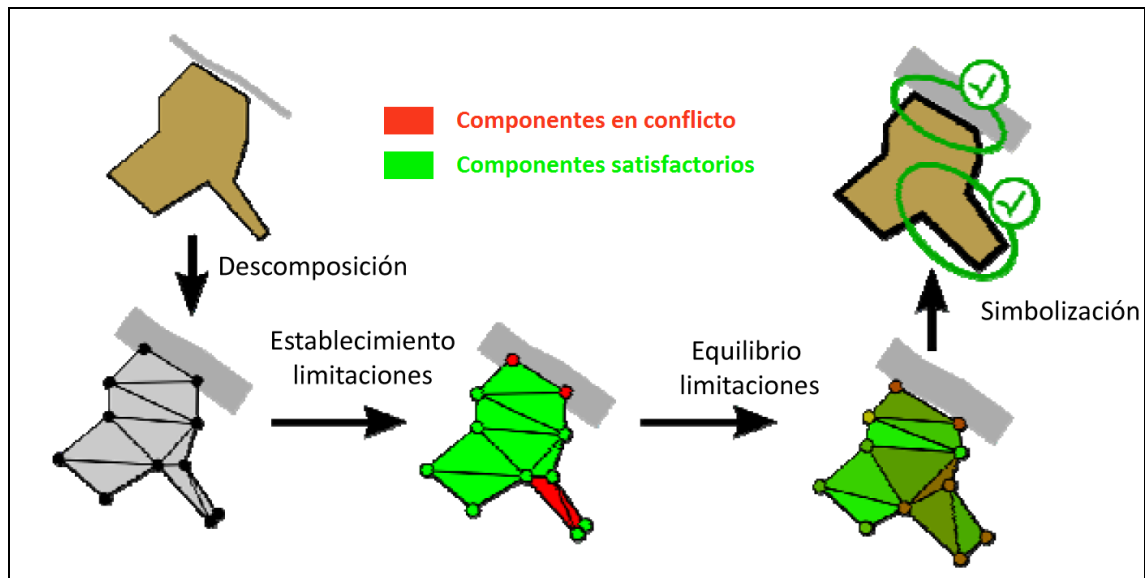 Componentes en conflicto
Componentes satisfactorios
Descomposición
Establecimiento
limitaciones
Equilibrio
limitaciones
Simbolización